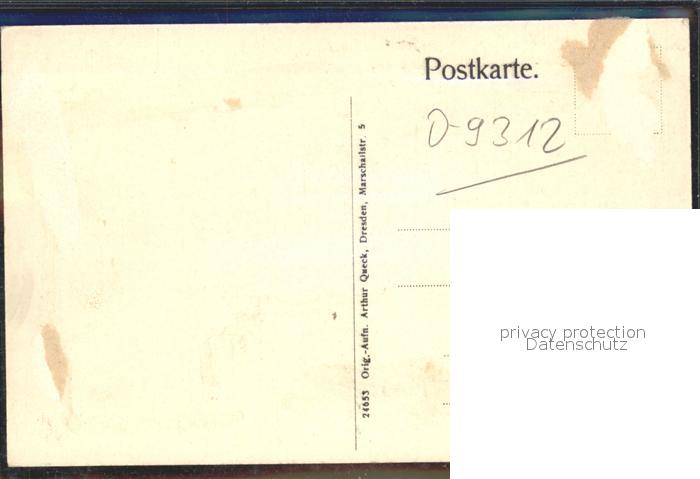 Postkarte.
O-9312
24653 Orig.-Aufn. Arthur Queck, Dresden, Marschallstr. 5
privacy protection
Datenschutz